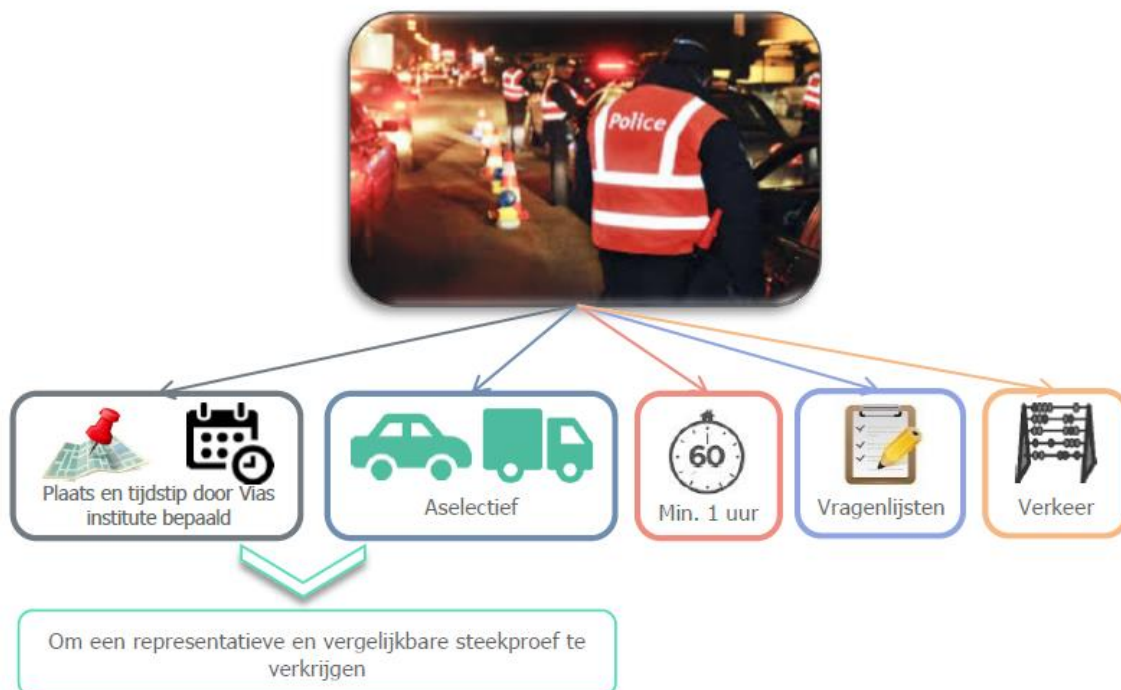 Police
60
Plaats en tijdstip door Vias
institute bepaald
Aselectief
Min. 1 uur
Vragenlijsten
Verkeer
Om een representatieve en vergelijkbare steekproef te
verkrijgen